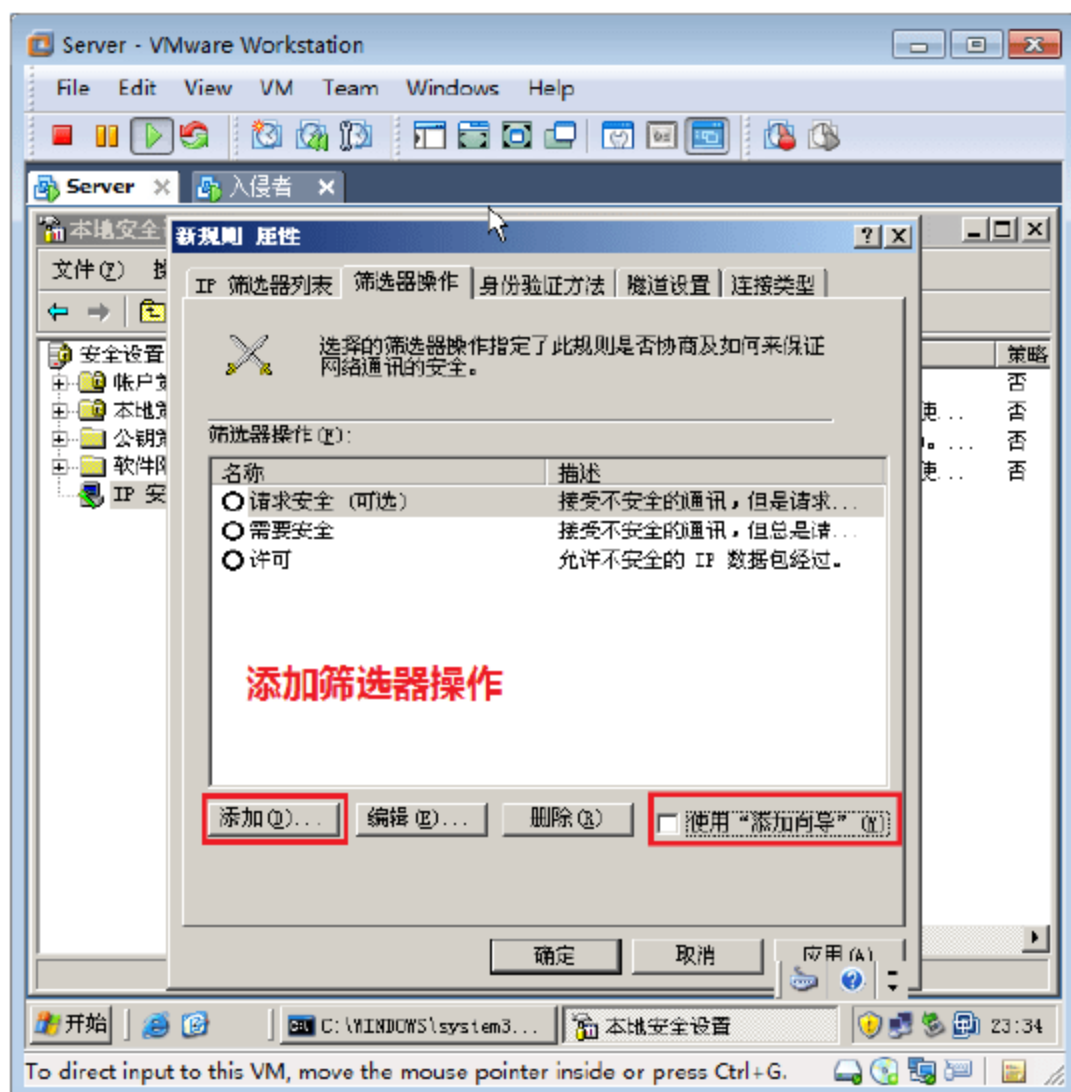 Server - VMware Workstation
File Edit View VM Team Windows Help
Server 入侵者
本地安全
新规则 属性
文件(F)
IP 筛选器列表 筛选器操作 身份验证方法 隧道设置 连接类型
选择的筛选器操作指定了此规则是否协商及如何来保证
网络通讯的安全。
安全设置
帐户
本地
公钥
软件
IP 安
策略
否
使... 否
。... 否
使... 否
筛选器操作(F):
名称 描述
请求安全 (可选) 接受不安全的通讯，但是请求...
需要安全 接受不安全的通讯，但总是请...
许可 允许不安全的 IP 数据包经过。
添加筛选器操作
添加(D)... 编辑(E)... 删除(R) 使用“添加向导”(W)
确定 取消 应用(A)
开始 C:\WINDOWS\system3... 本地安全设置 23:34
To direct input to this VM, move the mouse pointer inside or press Ctrl+G.